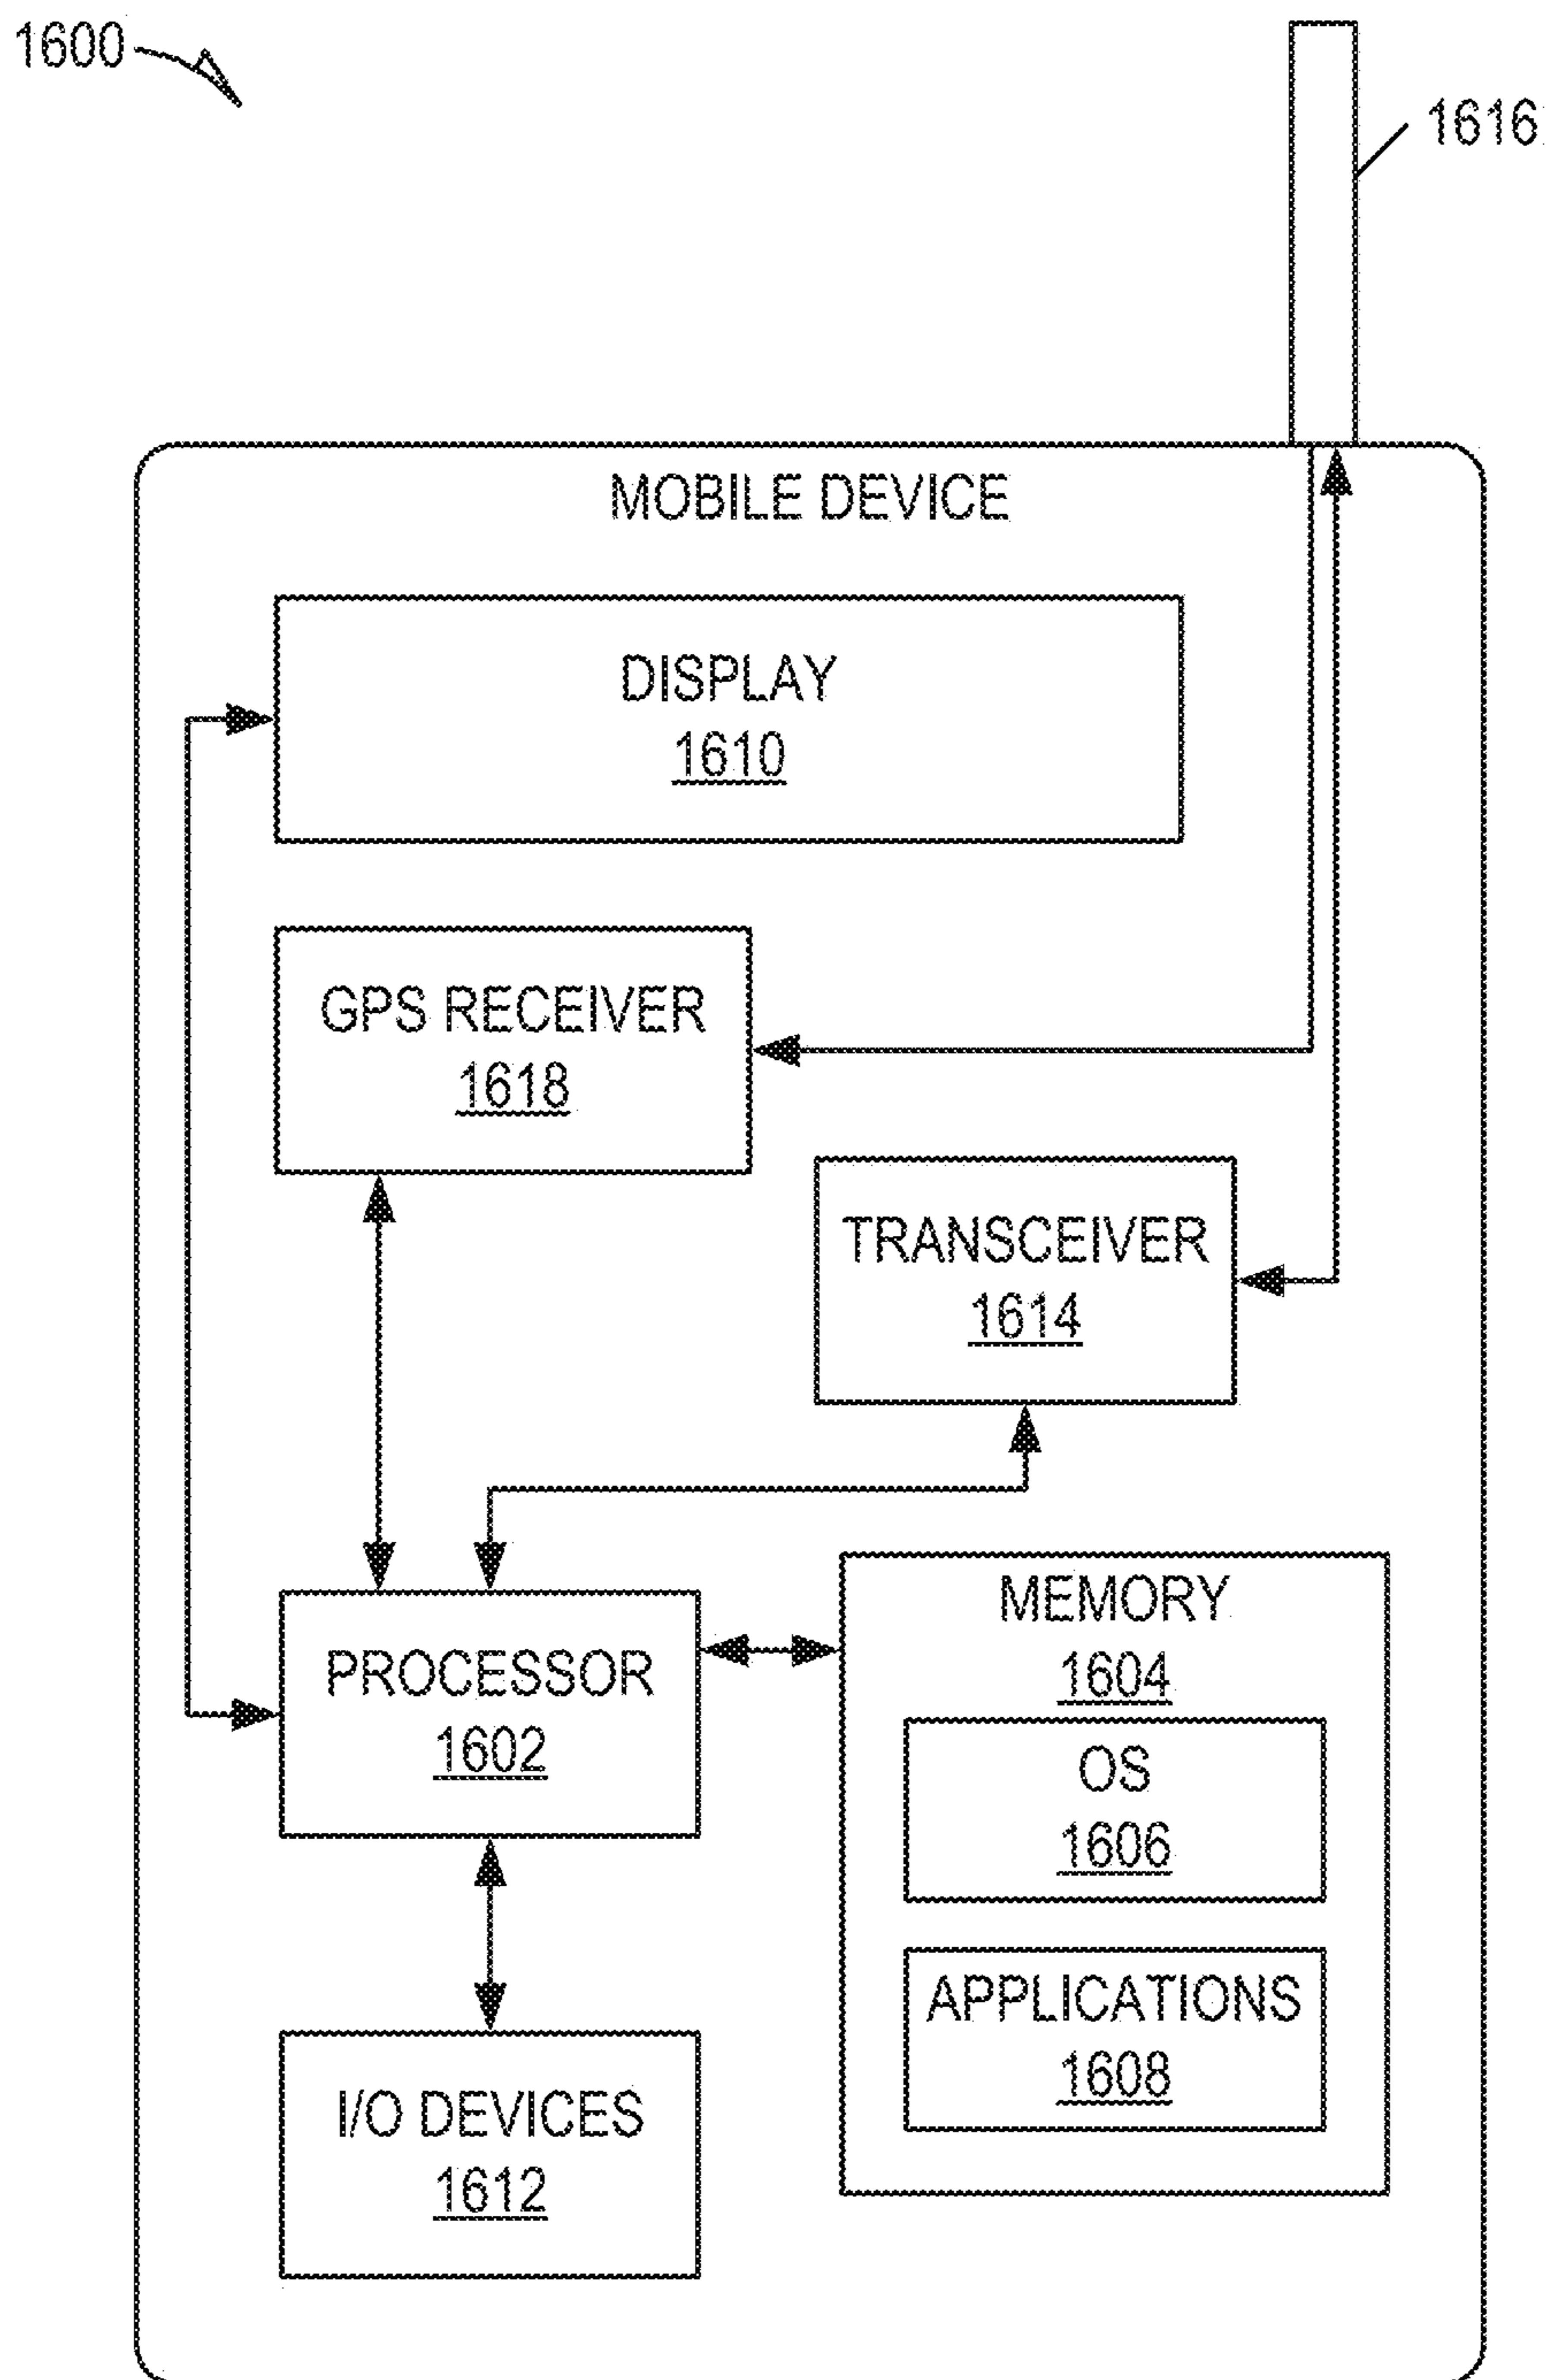 1600
1616
MOBILE DEVICE
DISPLAY
1610
GPS RECEIVER
1618
TRANSCEIVER
1614
PROCESSOR
1602
MEMORY
1604
OS
1606
APPLICATIONS
1608
I/O DEVICES
1612